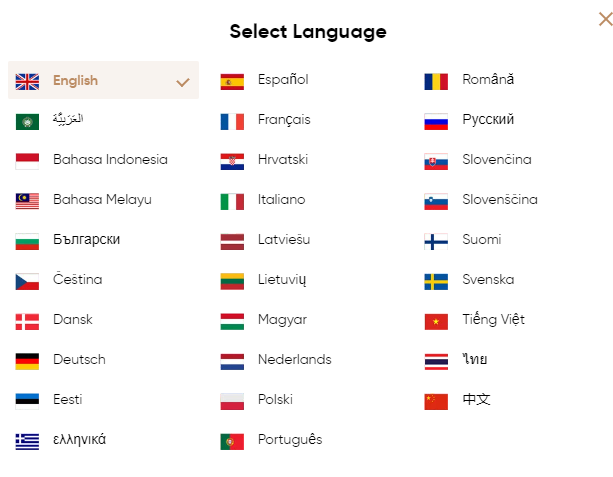 Select Language
English
العَرَبِيَّة
Bahasa Indonesia
Bahasa Melayu
Български
Čeština
Dansk
Deutsch
Eesti
ελληνικά
Español
Français
Hrvatski
Italiano
Latviešu
Lietuvių
Magyar
Nederlands
Polski
Português
Română
Русский
Slovenčina
Slovenščina
Suomi
Svenska
Tiếng Việt
ไทย
中文